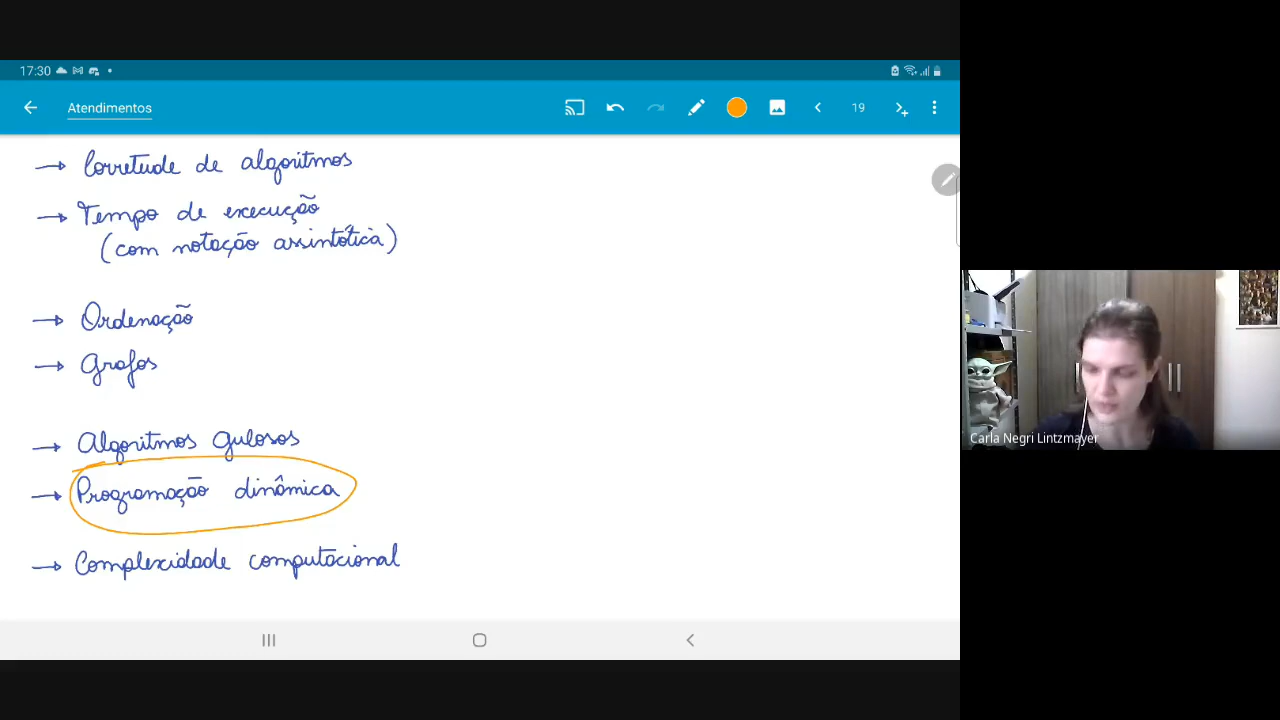 17:30
Atendimentos
19
→ Corretude de algoritmos
→ Tempo de execução
(com notação assintótica)
→ Ordenação
→ Grafos
→ Algoritmos gulosos
→ Programação dinâmica
→ Complexidade computacional
Carla Negri Lintzmayer